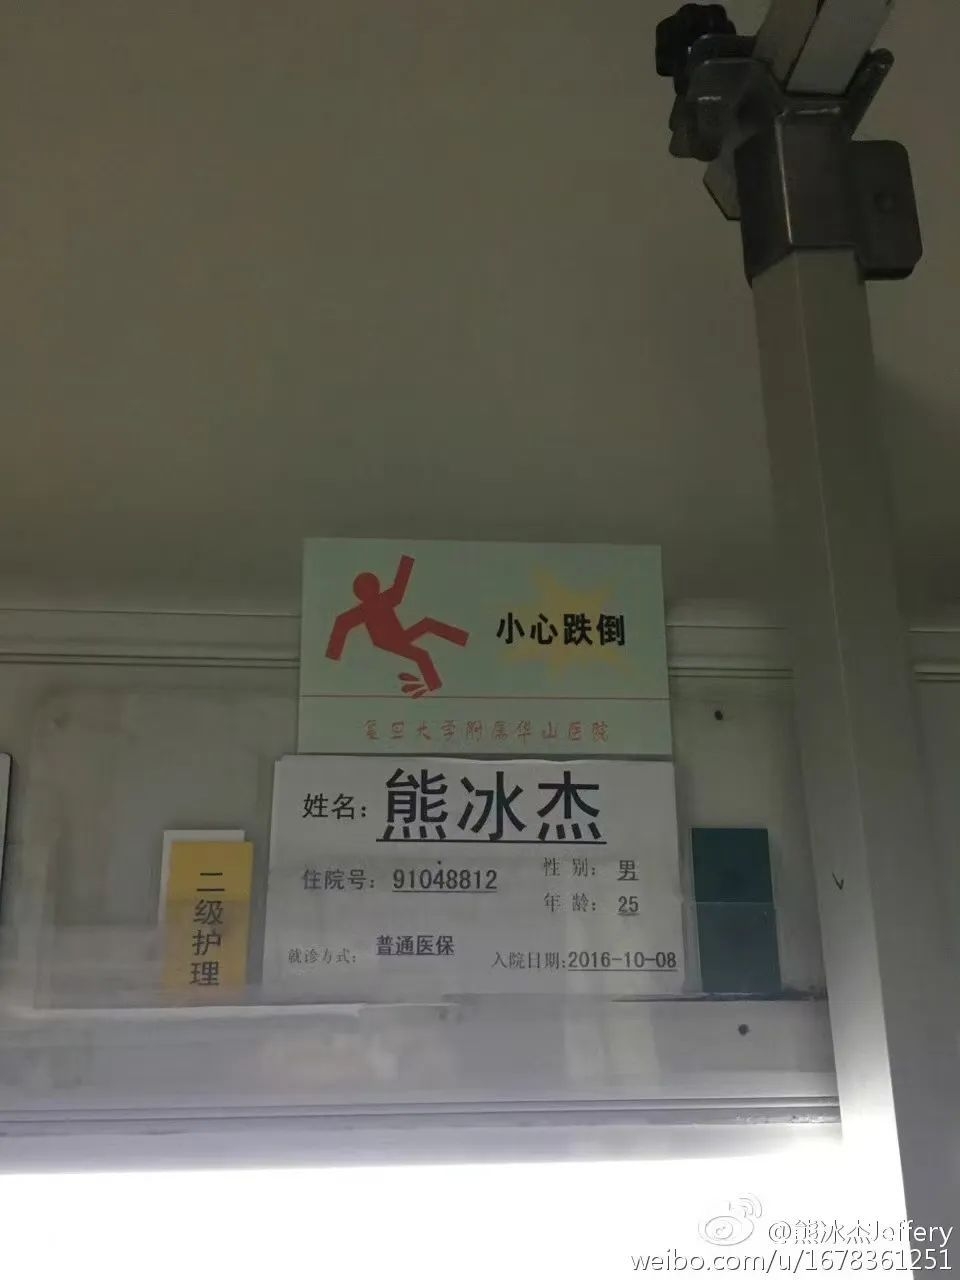 小心跌倒
复旦大学附属华山医院
姓名：熊冰杰
住院号：91048812
性别：男
年龄：25
就诊方式：普通医保
入院日期:2016-10-08
二级护理
@熊冰杰Joffery
weibo.com/u/1678361251